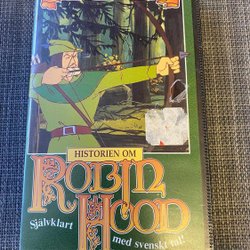 HISTORIEN OM
ROBIN
HOOD
Självklart
med svenskt tal!